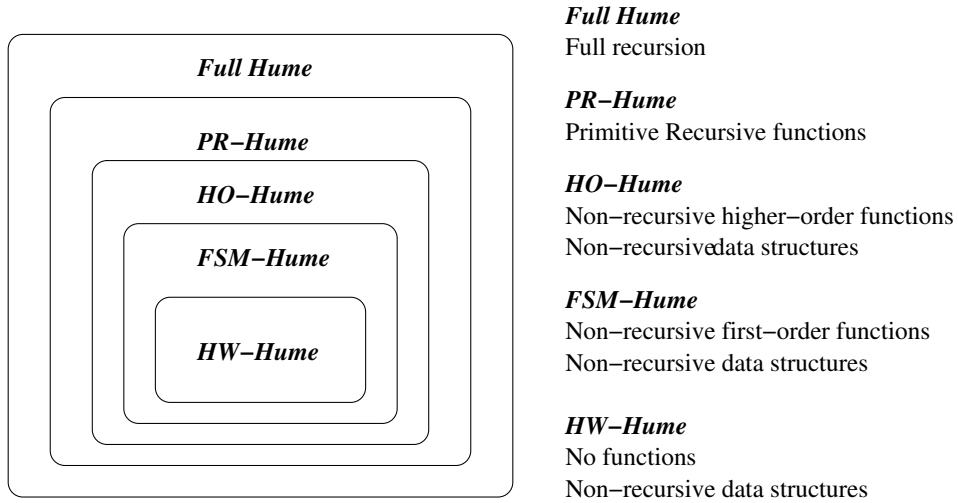 Full Hume
PR−Hume
HO−Hume
FSM−Hume
HW−Hume
Full Hume
Full recursion
PR−Hume
Primitive Recursive functions
HO−Hume
Non−recursive higher−order functions
Non−recursivedata structures
FSM−Hume
Non−recursive first−order functions
Non−recursive data structures
HW−Hume
No functions
Non−recursive data structures